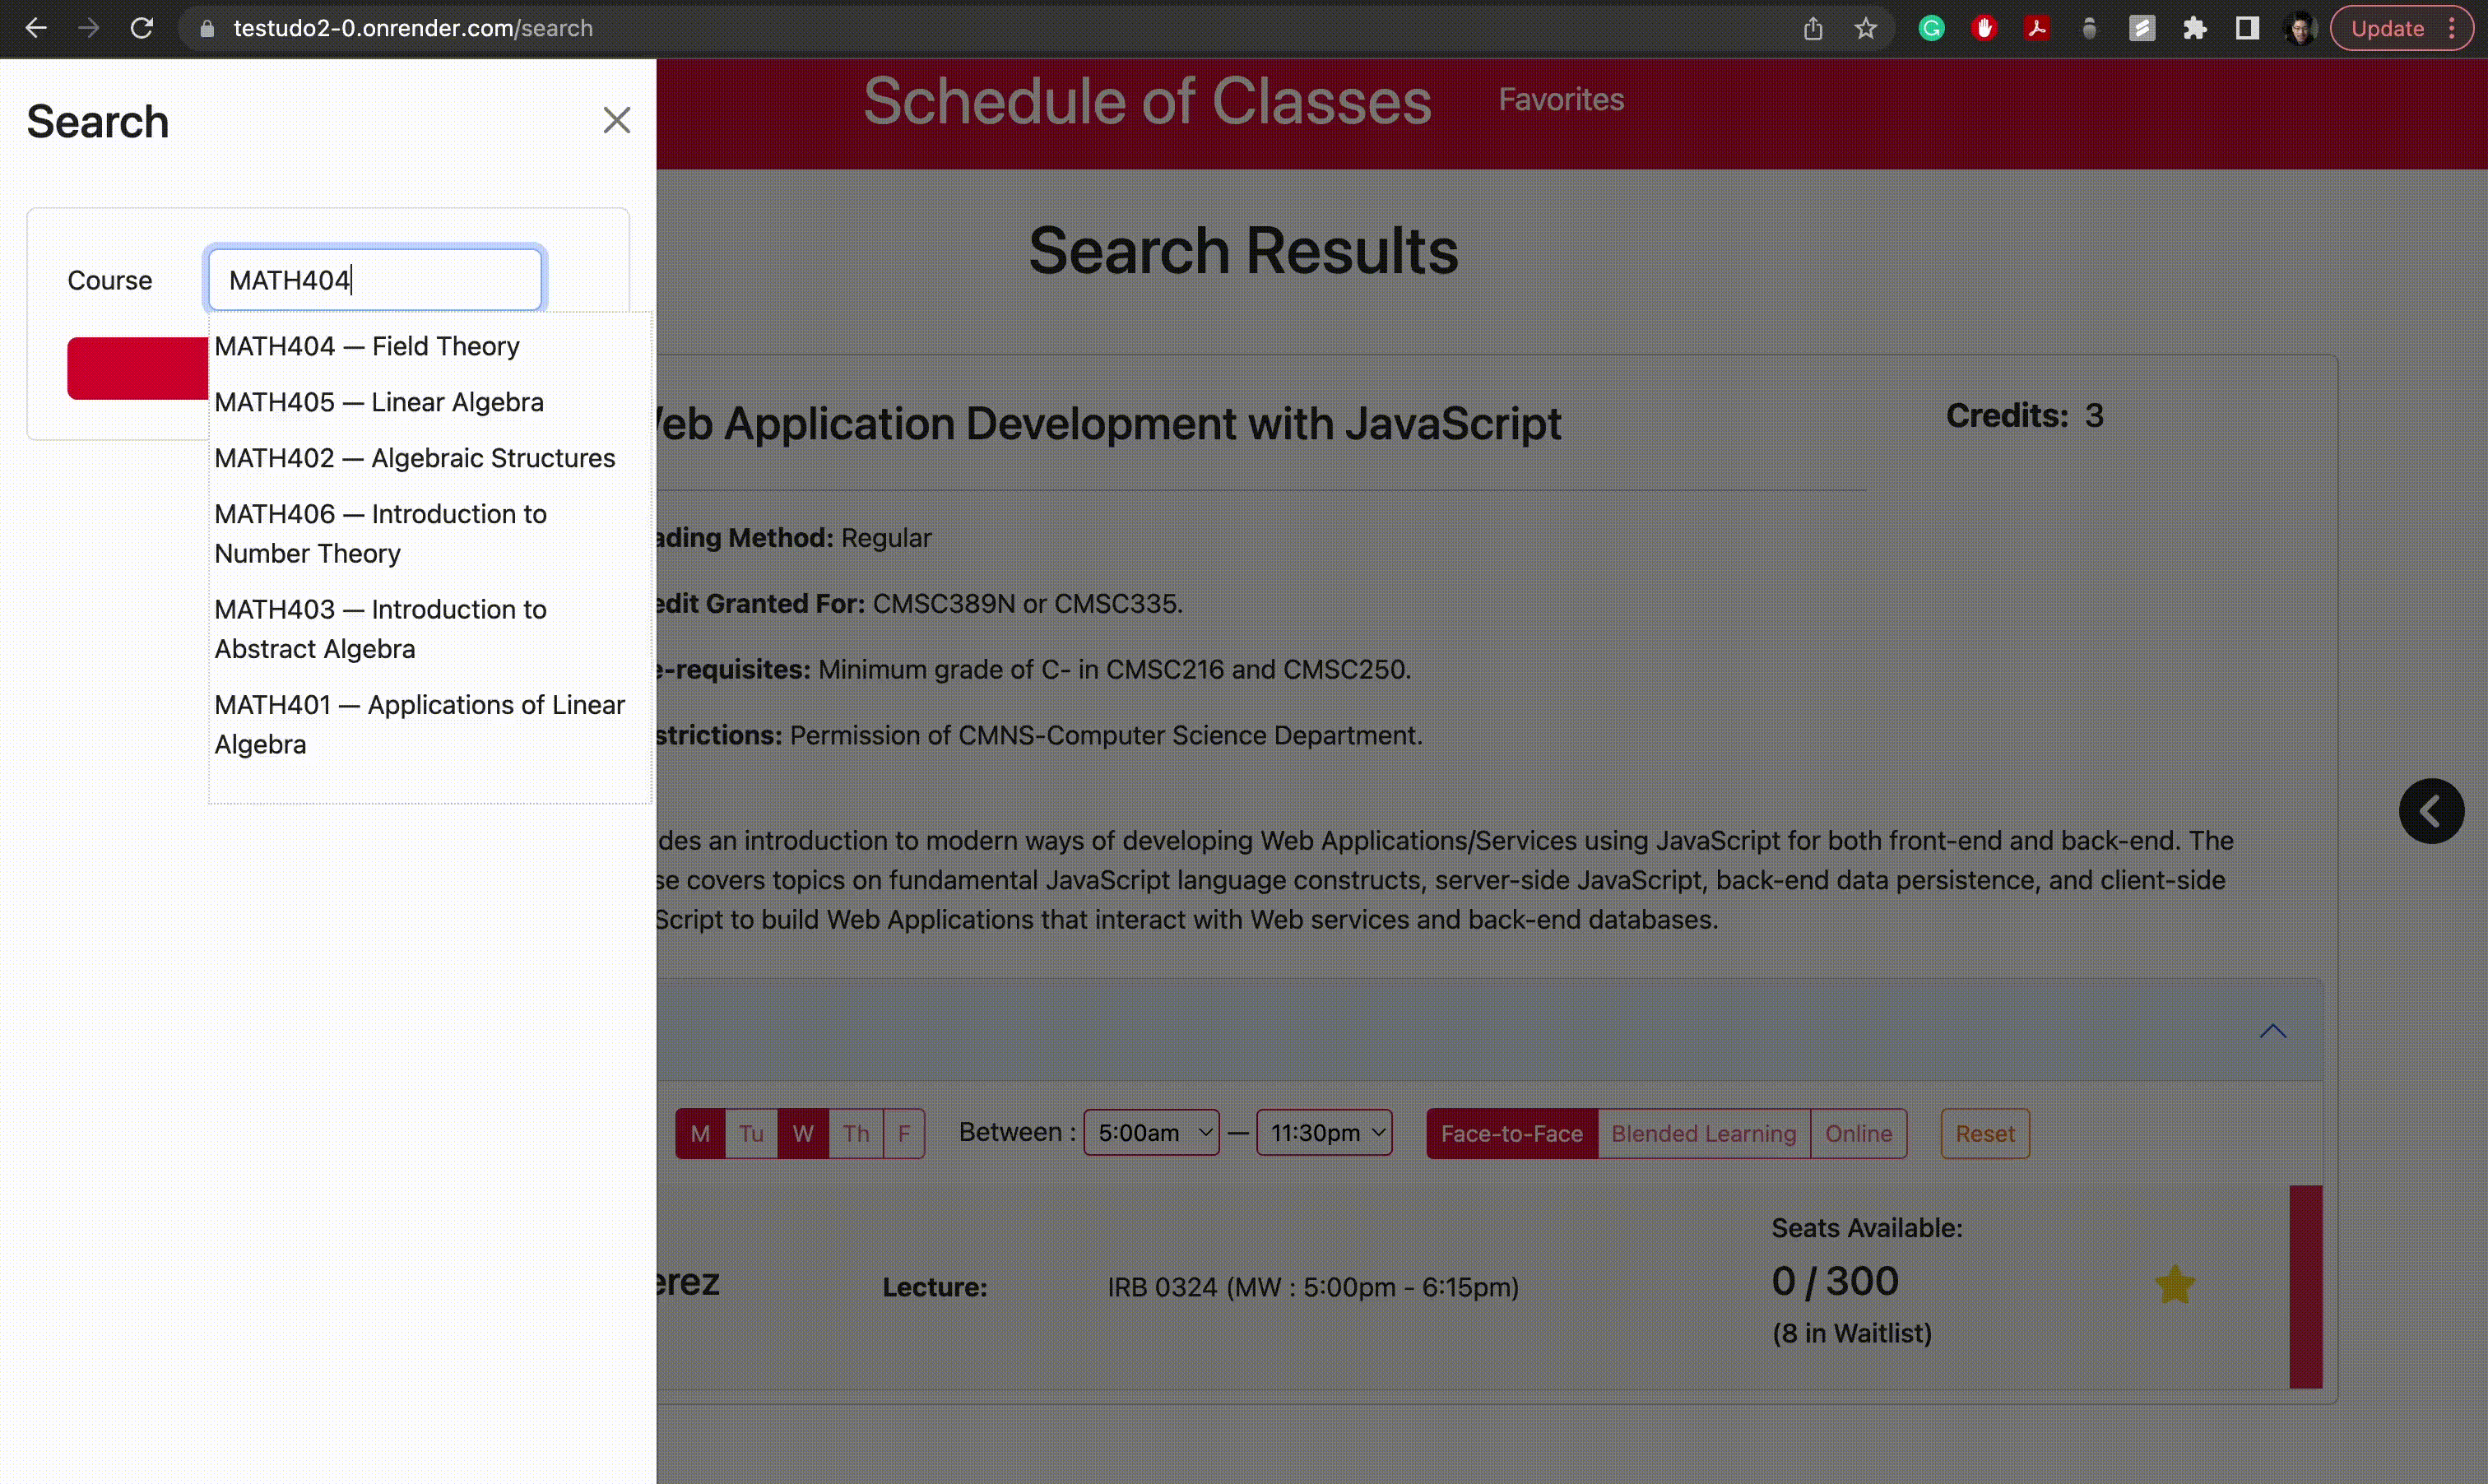 testudo2-0.onrender.com/search
Update
Search
Course
MATH404
MATH404 — Field Theory
MATH405 — Linear Algebra
MATH402 — Algebraic Structures
MATH406 — Introduction to
Number Theory
MATH403 — Introduction to
Abstract Algebra
MATH401 — Applications of Linear
Algebra
Schedule of Classes
Favorites
Search Results
eb Application Development with JavaScript
Credits: 3
ading Method: Regular
edit Granted For: CMSC389N or CMSC335.
e-requisites: Minimum grade of C- in CMSC216 and CMSC250.
strictions: Permission of CMNS-Computer Science Department.
des an introduction to modern ways of developing Web Applications/Services using JavaScript for both front-end and back-end. The
se covers topics on fundamental JavaScript language constructs, server-side JavaScript, back-end data persistence, and client-side
Script to build Web Applications that interact with Web services and back-end databases.
M Tu W Th F Between : 5:00am — 11:30pm Face-to-Face Blended Learning Online Reset
erez
Lecture:
IRB 0324 (MW : 5:00pm - 6:15pm)
Seats Available:
0 / 300
(8 in Waitlist)